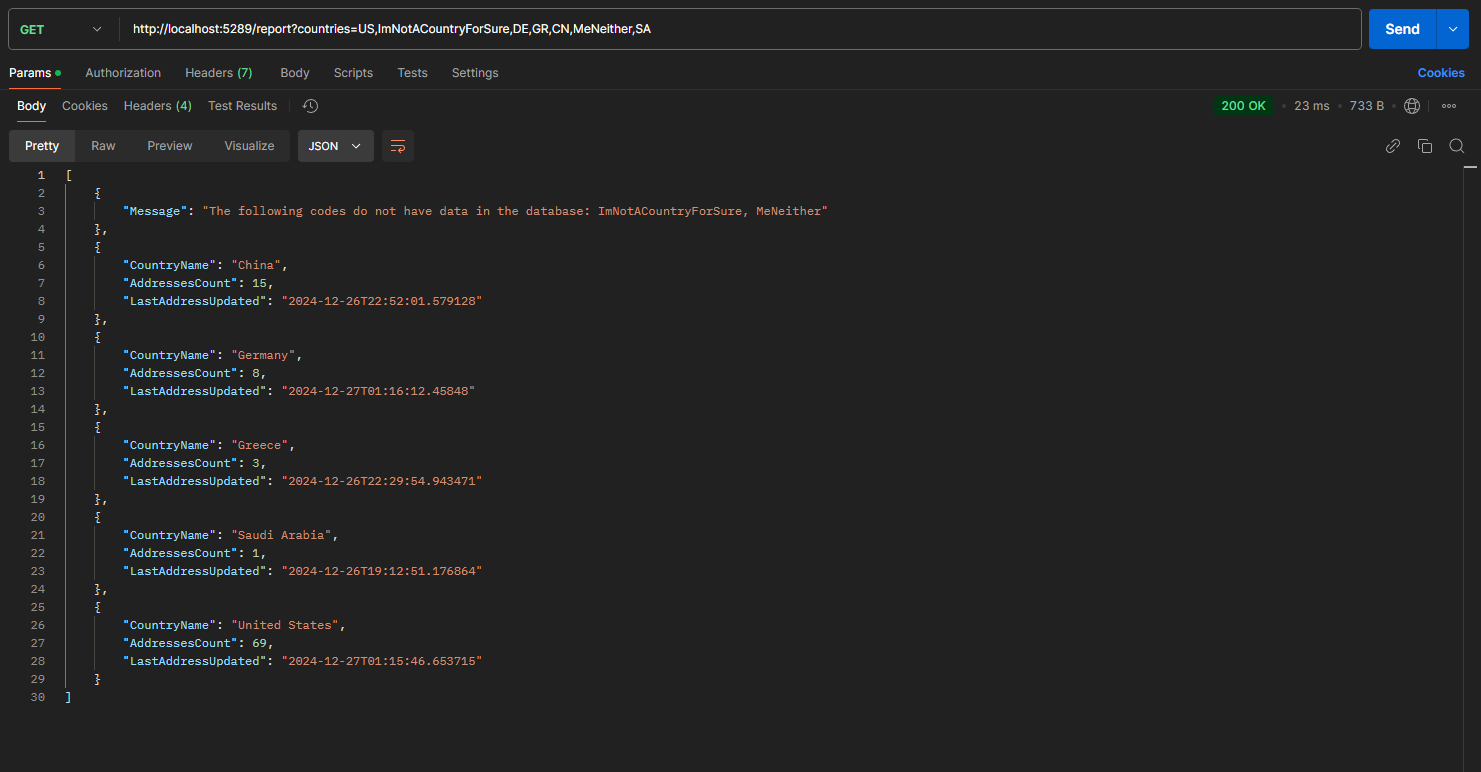 GET http://localhost:5289/report?countries=US,ImNotACountryForSure,DE,GR,CN,MeNeither,SA Send
Params Authorization Headers (7) Body Scripts Tests Settings Cookies
Body Cookies Headers (4) Test Results 200 OK 23 ms 733 B
Pretty Raw Preview Visualize JSON
1 [
2 {
3 "Message": "The following codes do not have data in the database: ImNotACountryForSure, MeNeither"
4 },
5 {
6 "CountryName": "China",
7 "AddressesCount": 15,
8 "LastAddressUpdated": "2024-12-26T22:52:01.579128"
9 },
10 {
11 "CountryName": "Germany",
12 "AddressesCount": 8,
13 "LastAddressUpdated": "2024-12-27T01:16:12.45848"
14 },
15 {
16 "CountryName": "Greece",
17 "AddressesCount": 3,
18 "LastAddressUpdated": "2024-12-26T22:29:54.943471"
19 },
20 {
21 "CountryName": "Saudi Arabia",
22 "AddressesCount": 1,
23 "LastAddressUpdated": "2024-12-26T19:12:51.176864"
24 },
25 {
26 "CountryName": "United States",
27 "AddressesCount": 69,
28 "LastAddressUpdated": "2024-12-27T01:15:46.653715"
29 }
30 ]